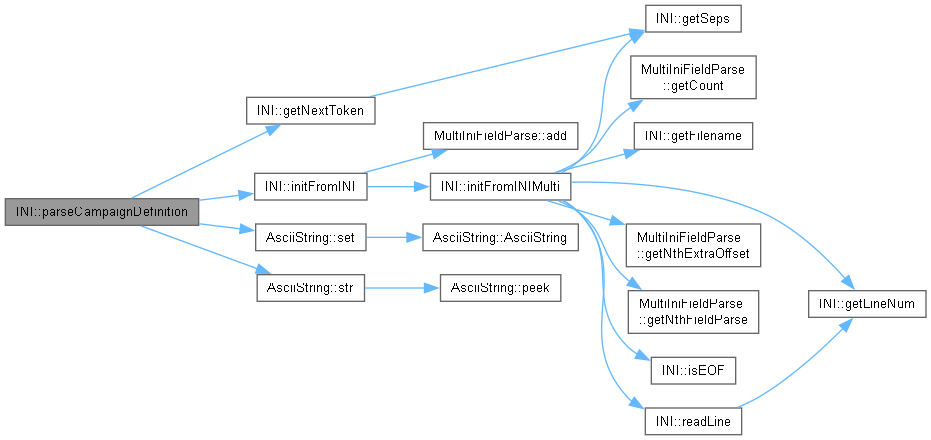 INI::parseCampaignDefinition
INI::getNextToken
INI::initFromINI
AsciiString::set
AsciiString::str
MultiIniFieldParse::add
INI::initFromINIMulti
AsciiString::AsciiString
AsciiString::peek
INI::getSeps
MultiIniFieldParse
::getCount
INI::getFilename
MultiIniFieldParse
::getNthExtraOffset
MultiIniFieldParse
::getNthFieldParse
INI::isEOF
INI::readLine
INI::getLineNum